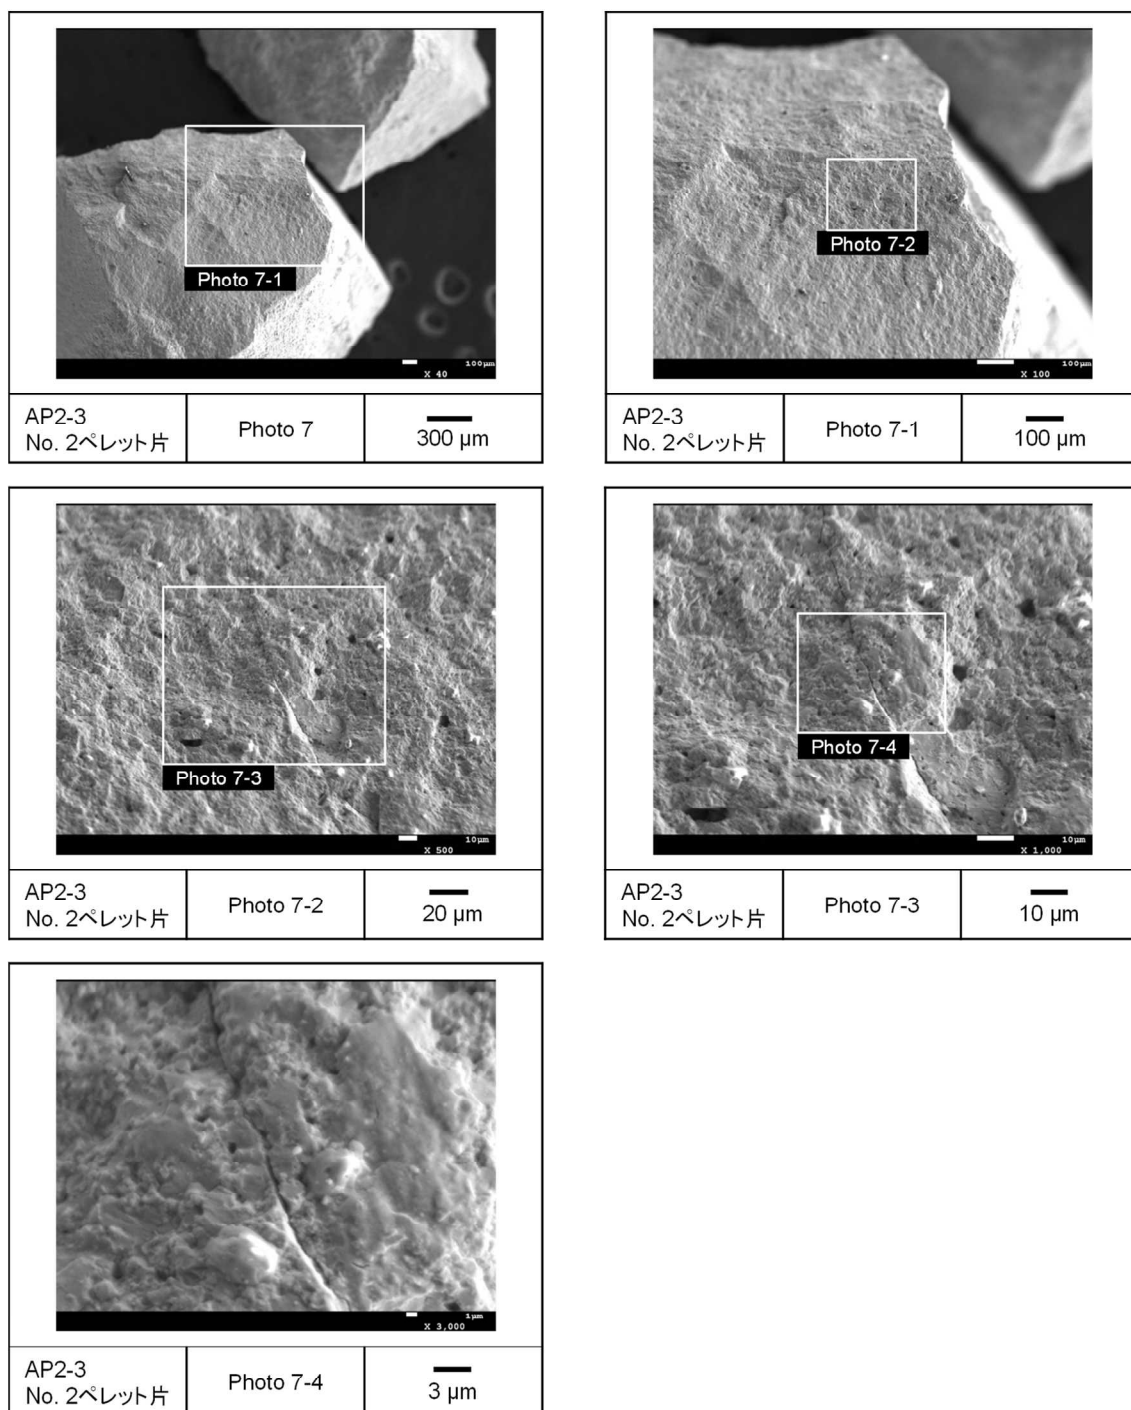 Photo 7-1
100μm
X 40
AP2-3
No. 2ペレット片
Photo 7
300 μm
Photo 7-2
100μm
X 100
AP2-3
No. 2ペレット片
Photo 7-1
100 μm
Photo 7-3
10μm
X 500
AP2-3
No. 2ペレット片
Photo 7-2
20 μm
Photo 7-4
10μm
X 1,000
AP2-3
No. 2ペレット片
Photo 7-3
10 μm
1μm
X 3,000
AP2-3
No. 2ペレット片
Photo 7-4
3 μm